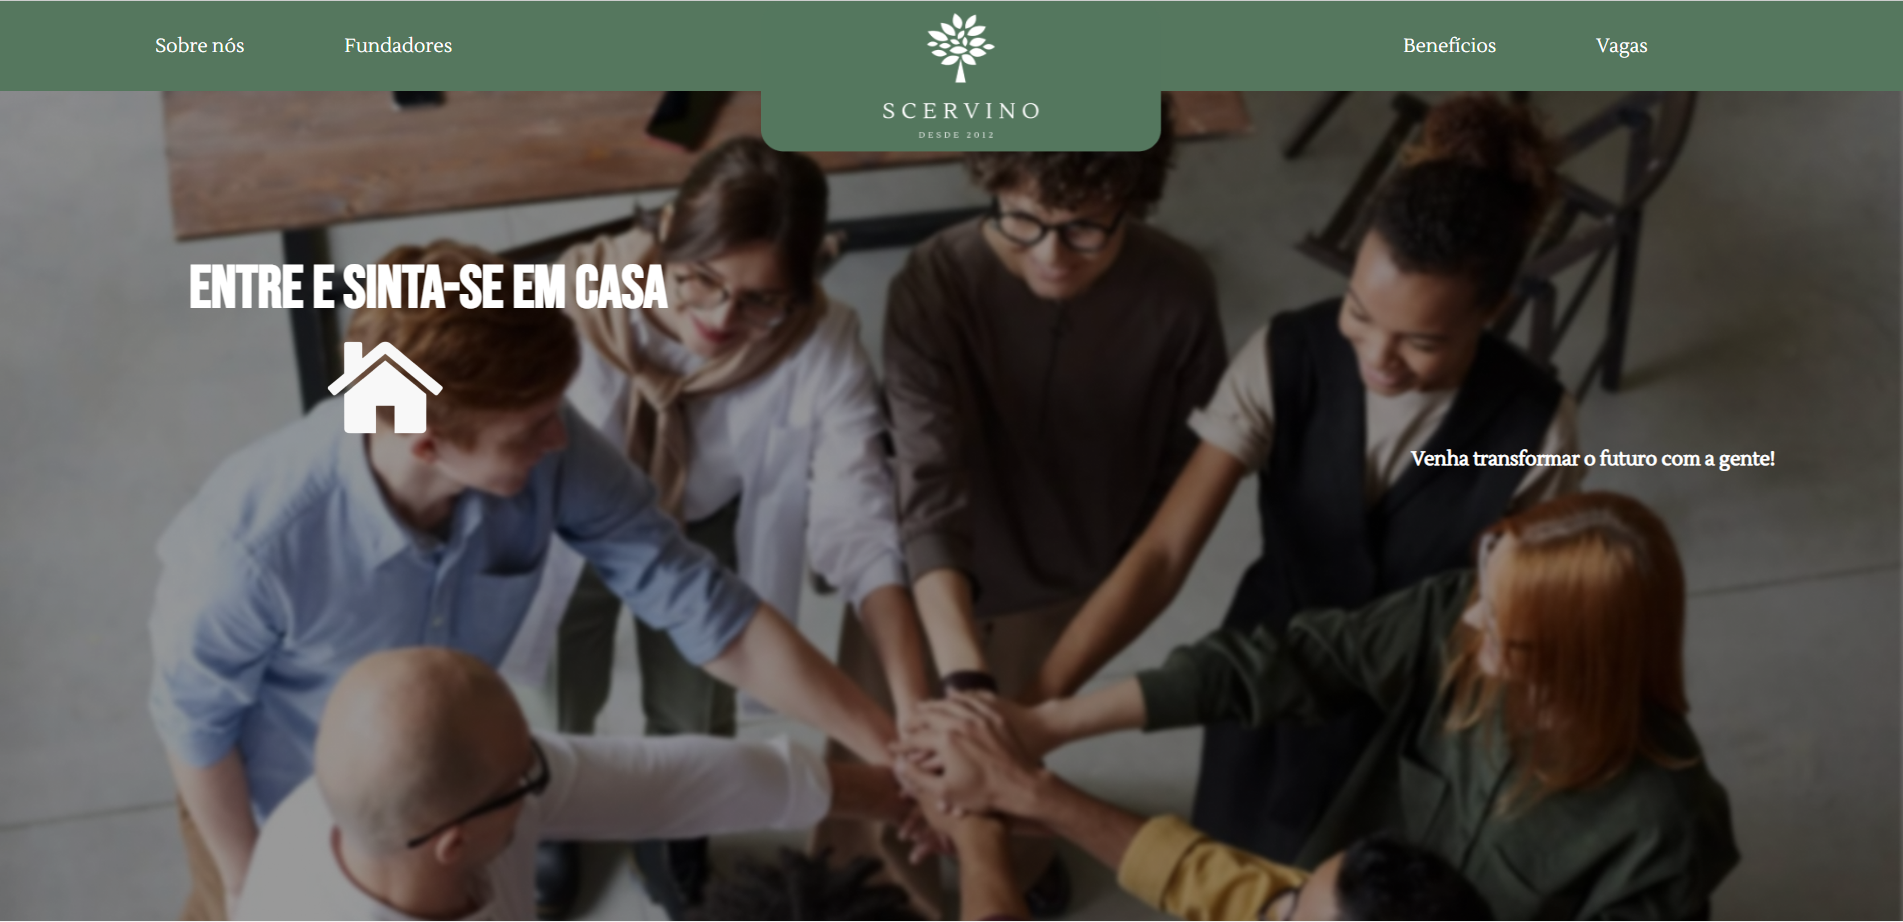 Sobre nós
Fundadores
SCERVINO
DESDE 2012
Benefícios
Vagas
ENTRE E SINTA-SE EM CASA
Venha transformar o futuro com a gente!